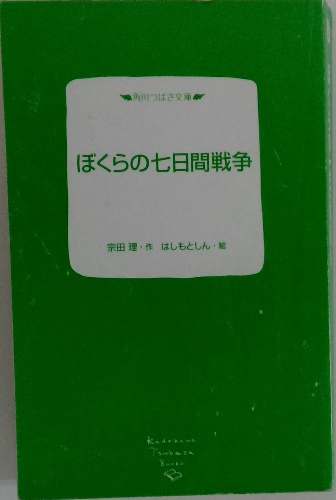 角川つばさ文庫
ぼくらの七日間戦争
宗田 理・作 はしもとしん・絵
Kadokawa
Tsubasa
Bunko